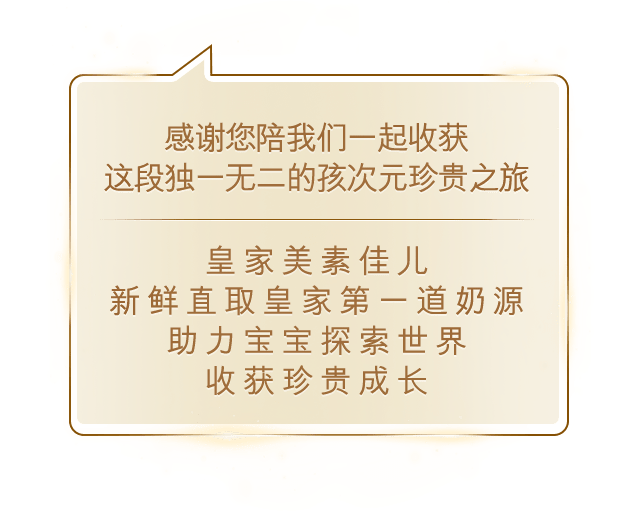 感谢您陪我们一起收获
这段独一无二的孩次元珍贵之旅
皇家美素佳儿
新鲜直取皇家第一道奶源
助力宝宝探索世界
收获珍贵成长